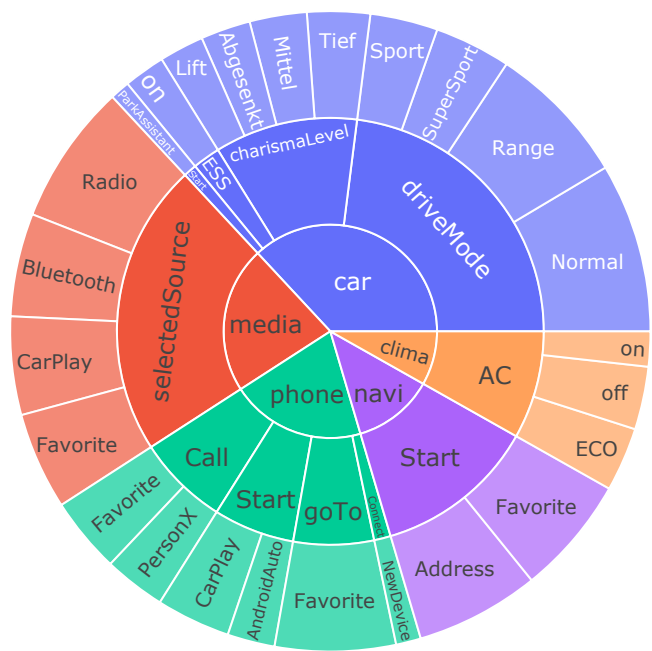 Tief
Sport
Mittel
SuperSport
Abgesenkt
Lift
on
ParkAssistant
Range
Normal
charismaLevel
driveMode
ESS
Start
car
Radio
Bluetooth
CarPlay
Favorite
selectedSource
media
clima
AC
on
off
ECO
navi
Start
Favorite
Address
phone
Call
Start
goTo
Connect
Favorite
PersonX
CarPlay
AndroidAuto
Favorite
NewDevice